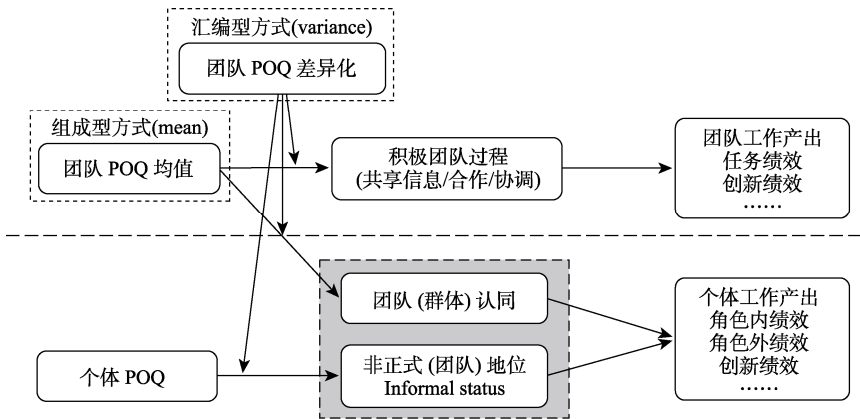 汇编型方式(variance)
团队 POQ 差异化
组成型方式(mean)
团队 POQ 均值
积极团队过程
(共享信息/合作/协调)
团队工作产出
任务绩效
创新绩效
……
团队 (群体) 认同
个体 POQ
非正式 (团队) 地位
Informal status
个体工作产出
角色内绩效
角色外绩效
创新绩效
……